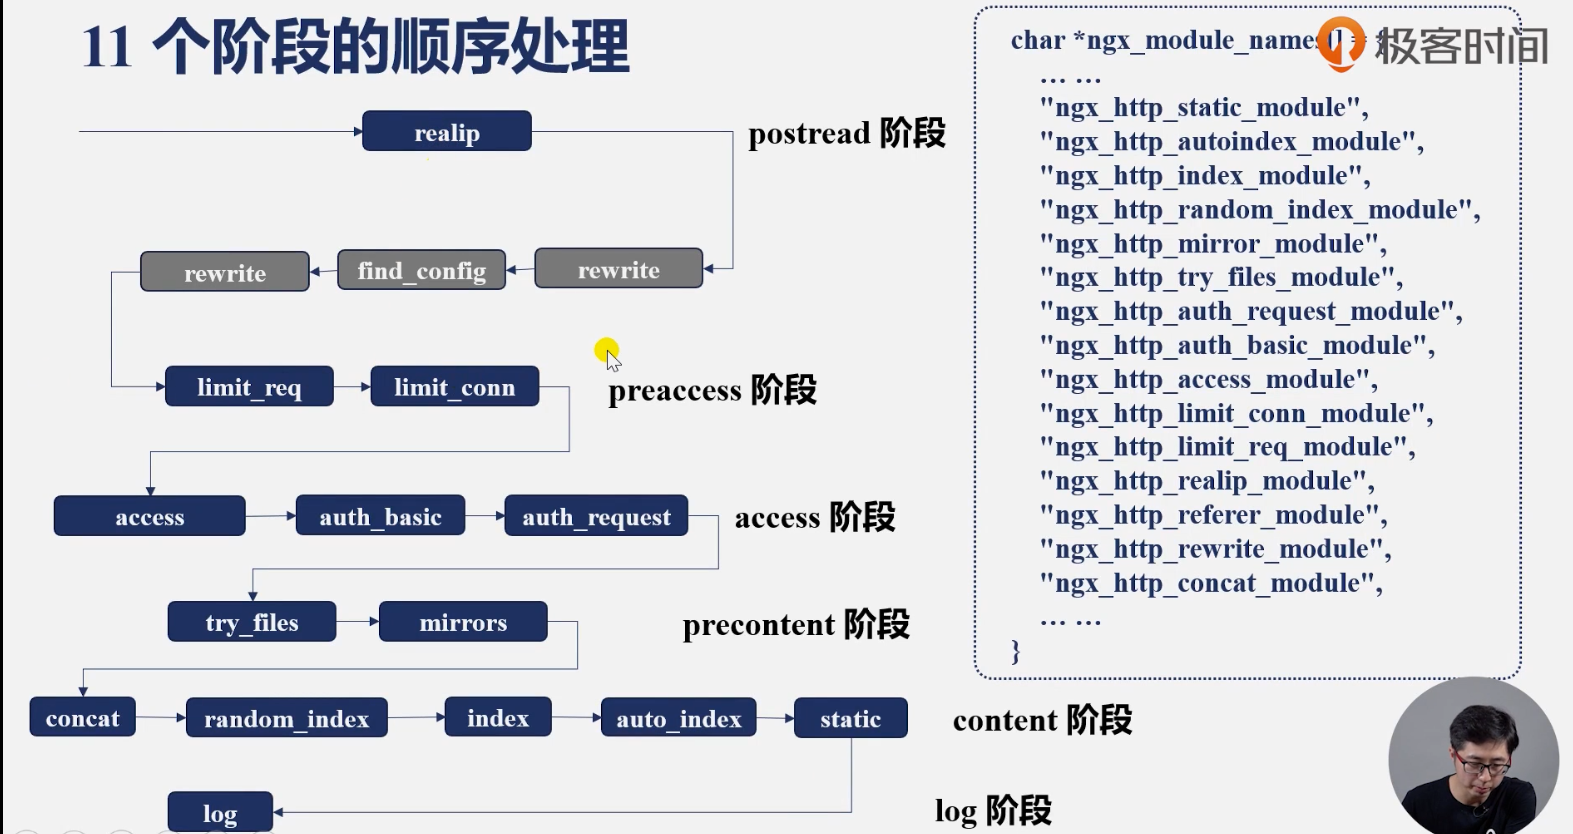 11 个阶段的顺序处理
realip
postread 阶段
rewrite
find_config
rewrite
limit_req
limit_conn
preaccess 阶段
access
auth_basic
auth_request
access 阶段
try_files
mirrors
precontent 阶段
concat
random_index
index
auto_index
static
content 阶段
log
log 阶段
char *ngx_module_names
极客时间
... ...
"ngx_http_static_module",
"ngx_http_autoindex_module",
"ngx_http_index_module",
"ngx_http_random_index_module",
"ngx_http_mirror_module",
"ngx_http_try_files_module",
"ngx_http_auth_request_module",
"ngx_http_auth_basic_module",
"ngx_http_access_module",
"ngx_http_limit_conn_module",
"ngx_http_limit_req_module",
"ngx_http_realip_module",
"ngx_http_referer_module",
"ngx_http_rewrite_module",
"ngx_http_concat_module",
... ...
}